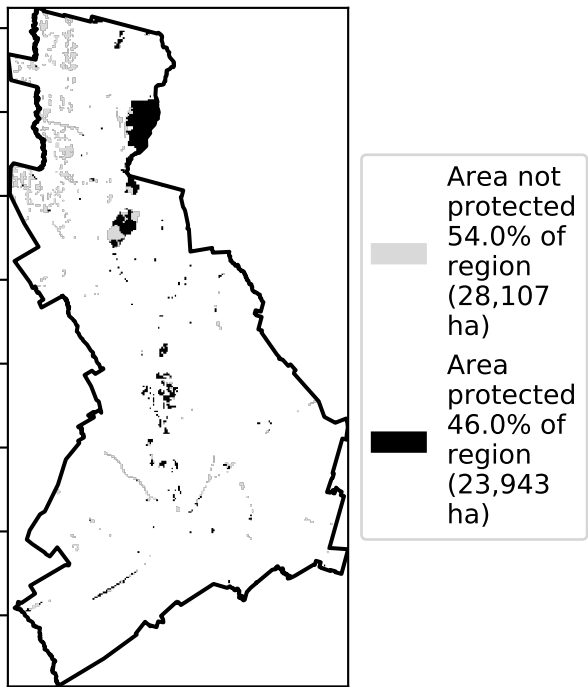 Area not
protected
54.0% of
region
(28,107
ha)
Area
protected
46.0% of
region
(23,943
ha)